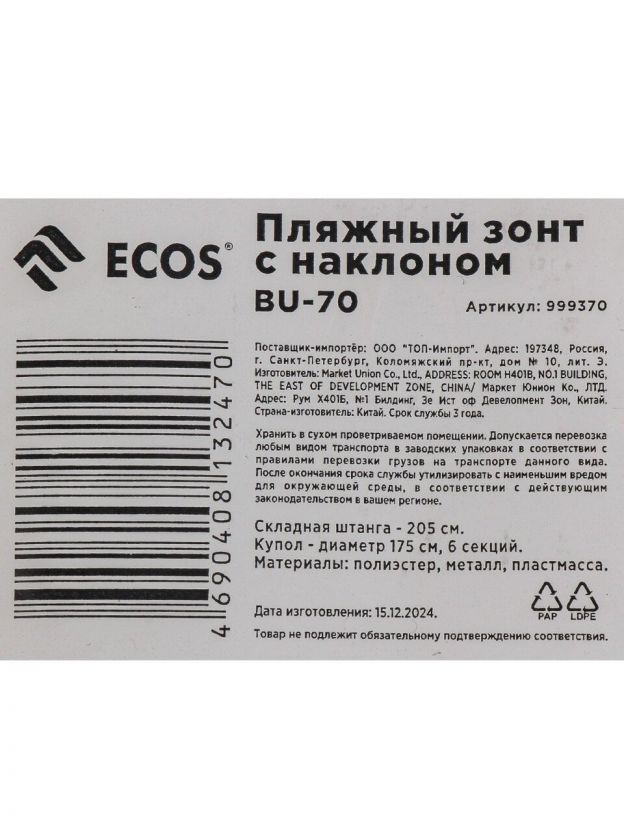 ECOS®
Пляжный зонт
с наклоном
BU-70
Артикул: 999370
Поставщик-импортёр: ООО "ТОП-Импорт". Адрес: 197348, Россия,
г. Санкт-Петербург, Коломяжский пр-кт, дом № 10, лит. Э.
Изготовитель: Market Union Co., Ltd., ADDRESS: ROOM H401B, NO.1 BUILDING,
THE EAST OF DEVELOPMENT ZONE, CHINA/ Маркет Юнион Ко., ЛТД.
Адрес: Рум Х401Б, №1 Билдинг, Зе Ист оф Девелопмент Зон, Китай.
Страна-изготовитель: Китай. Срок службы 3 года.
Хранить в сухом проветриваемом помещении. Допускается перевозка
любым видом транспорта в заводских упаковках в соответствии с
правилами перевозки грузов на транспорте данного вида.
После окончания срока службы утилизировать с наименьшим вредом
для окружающей среды, в соответствии с действующим
законодательством в вашем регионе.
Складная штанга - 205 см.
Купол - диаметр 175 см, 6 секций.
Материалы: полиэстер, металл, пластмасса.
Дата изготовления: 15.12.2024.
PAP LDPE
Товар не подлежит обязательному подтверждению соответствия.
4 690408 132470